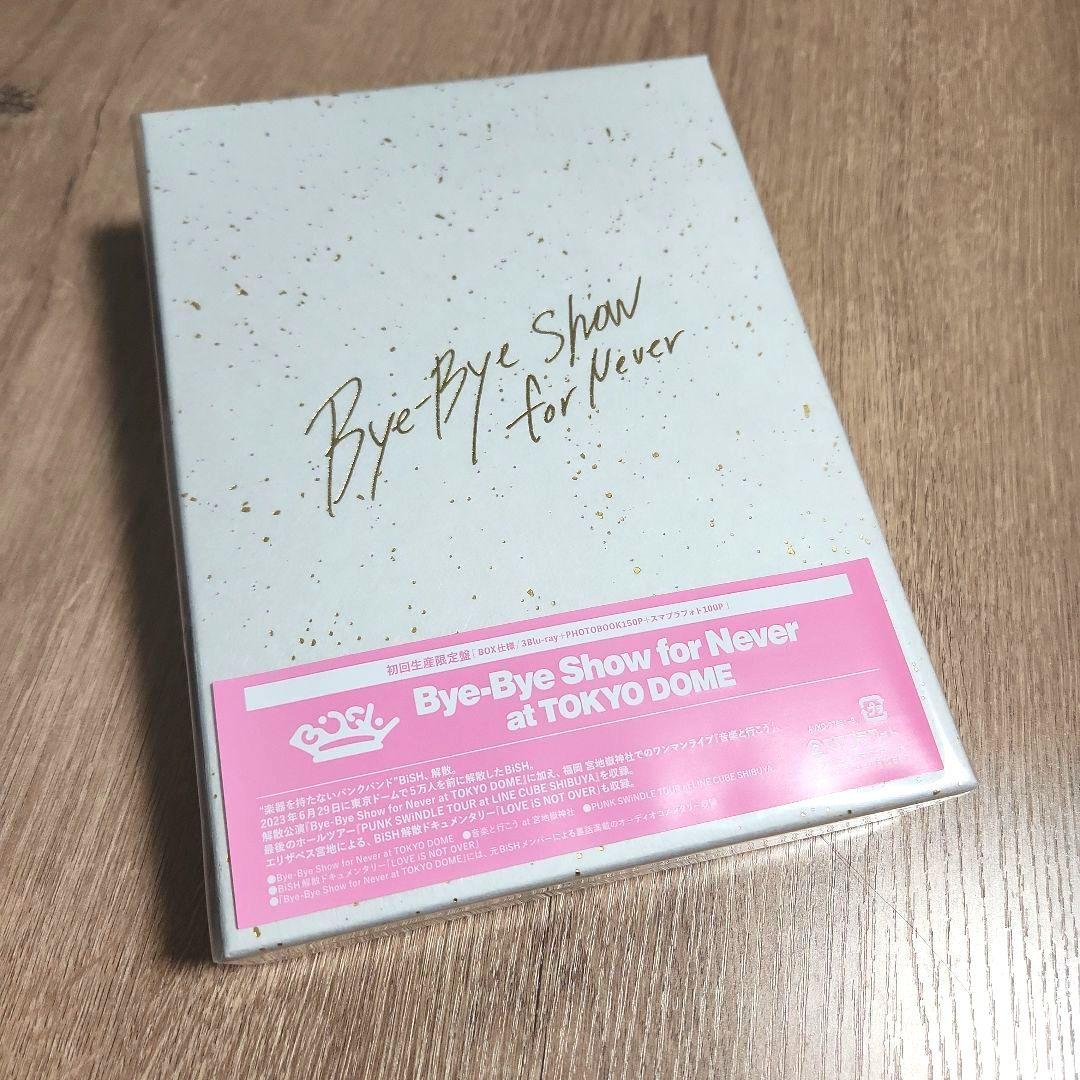 Bye-Bye Show
for Never
初回生産限定盤「BOX仕様/3Blu-ray+PHOTOBOOK150P+スマプラフォト100P」
Bye-Bye Show for Never
at TOKYO DOME
BiSH
"楽器を持たないパンクバンド"BiSH、解散。
2023年6月29日に東京ドームで5万人を前に解散したBiSH。
解散公演「Bye-Bye Show for Never at TOKYO DOME」に加え、福岡 宮地嶽神社でのワンマンライブ「音楽と行こう」、
最後のホールツアー「PUNK SWiNDLE TOUR at LINE CUBE SHIBUYA」を収録。
エリザベス宮地による、BiSH解散ドキュメンタリー「LOVE iS NOT OVER」も収録。
●Bye-Bye Show for Never at TOKYO DOME ●音楽と行こう at 宮地嶽神社 ●PUNK SWiNDLE TOUR at LINE CUBE SHIBUYA
●BiSH解散ドキュメンタリー「LOVE iS NOT OVER」
●「Bye-Bye Show for Never at TOKYO DOME」には、元BiSHメンバーによる裏話満載のオーディオコメンタリー収録